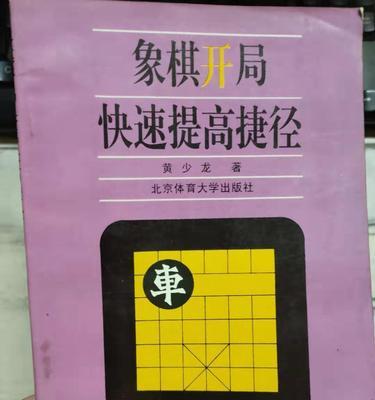 象棋开局
快速提高捷径
黄少龙 著
北京体育大学出版社
車